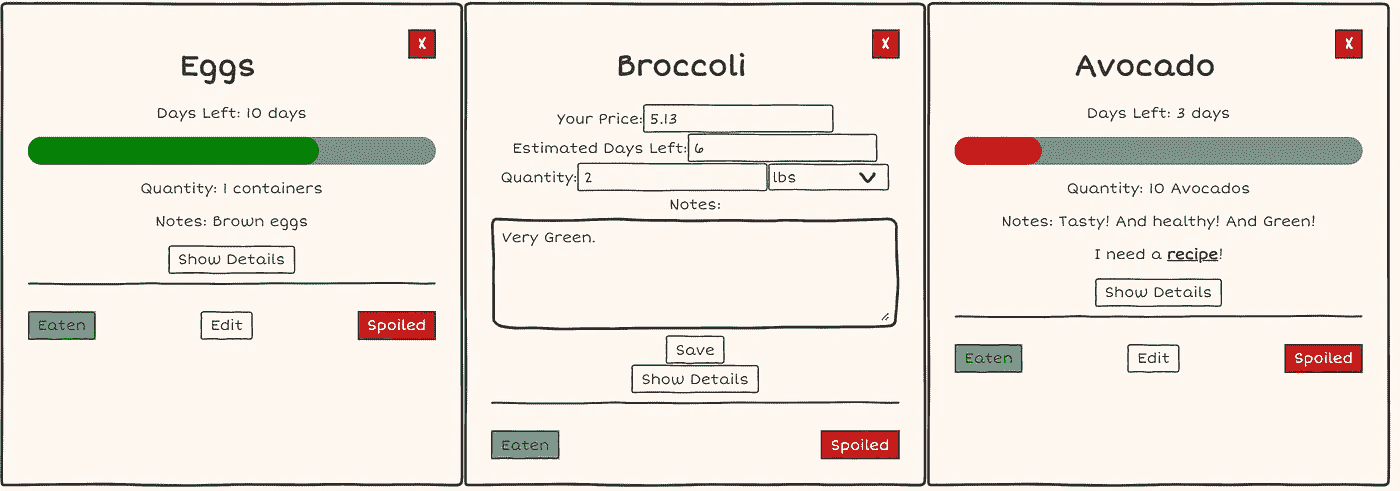 X
Eggs
Days Left: 10 days
Quantity: 1 containers
Notes: Brown eggs
Show Details
Eaten Edit Spoiled
X
Broccoli
Your Price: 5.13
Estimated Days Left: 6
Quantity: 2 lbs
Notes:
Very Green.
Save
Show Details
Eaten Spoiled
X
Avocado
Days Left: 3 days
Quantity: 10 Avocados
Notes: Tasty! And healthy! And Green!
I need a recipe!
Show Details
Eaten Edit Spoiled